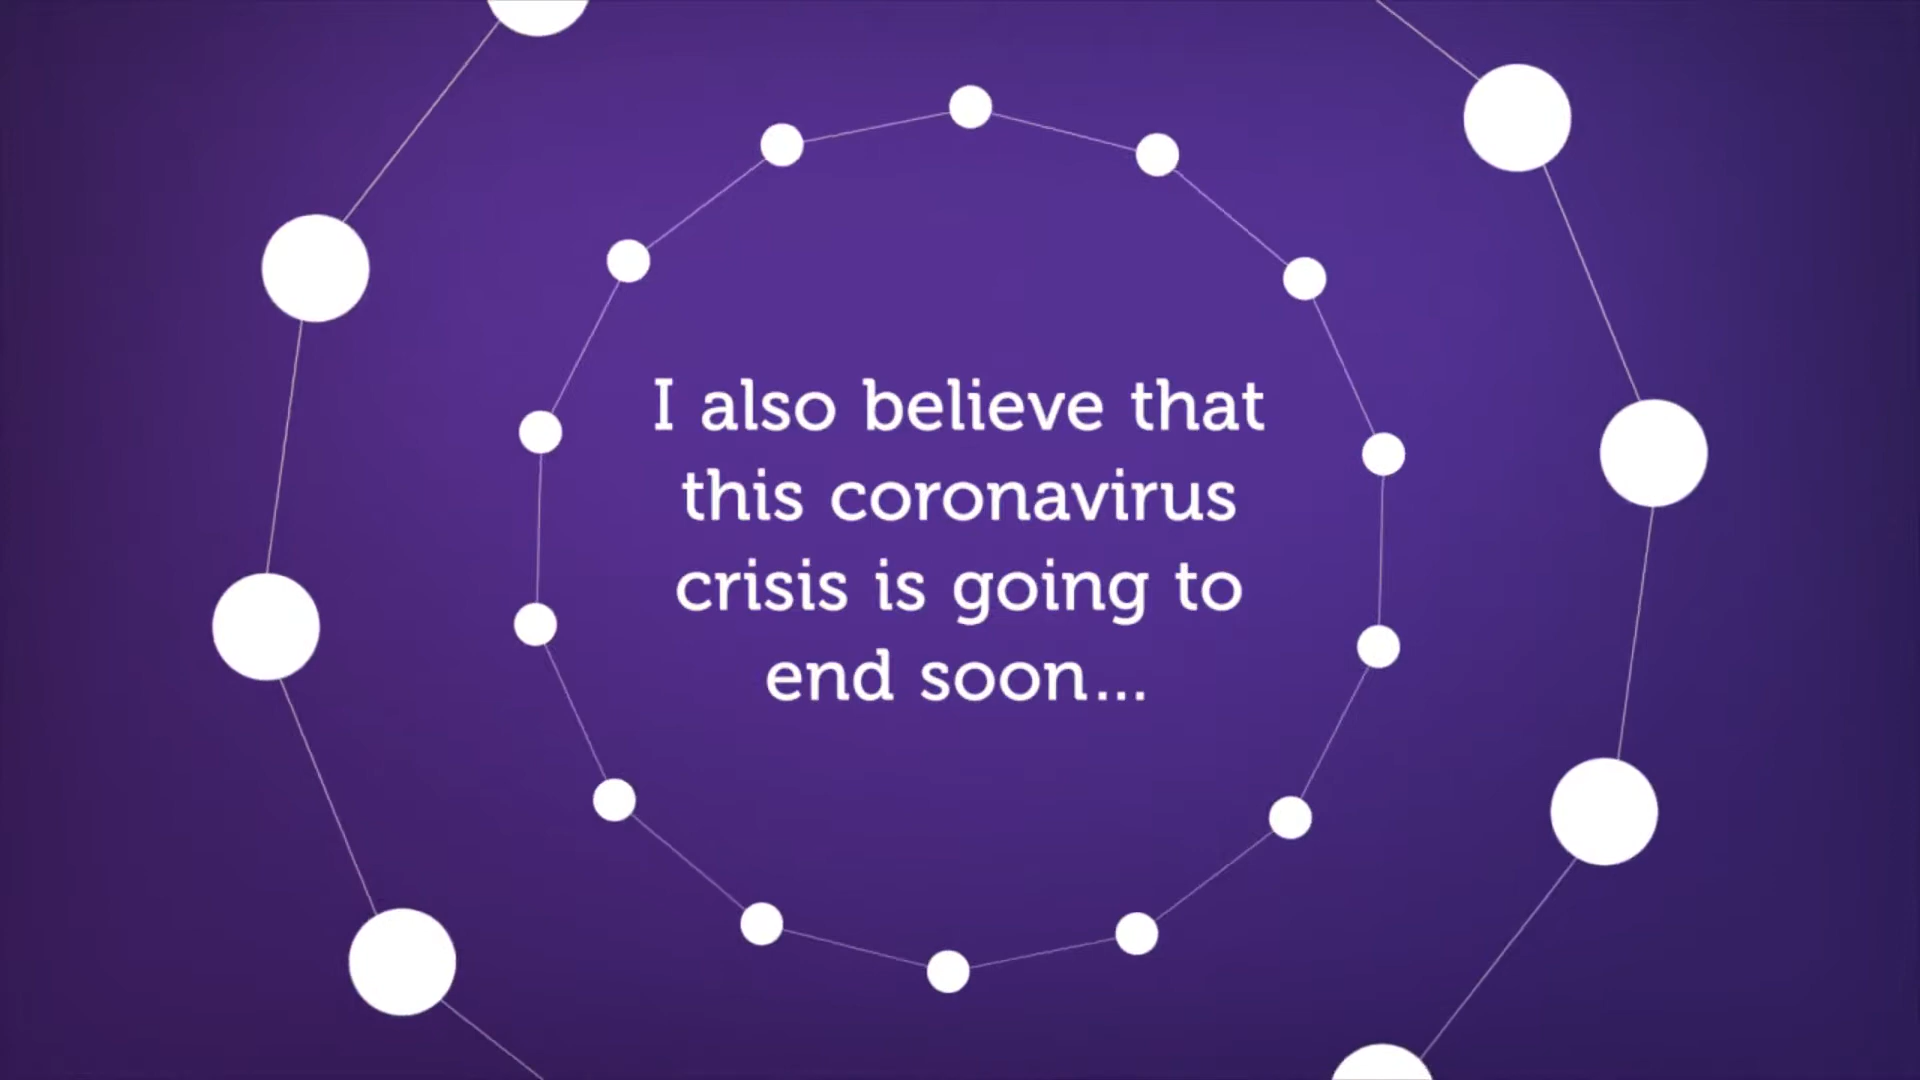 I also believe that
this coronavirus
crisis is going to
end soon...